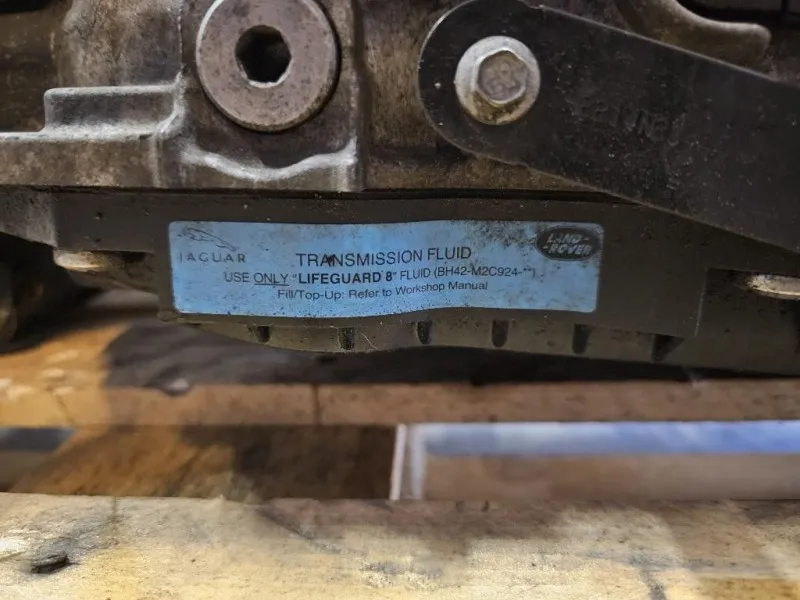 JAGUAR
LAND-
-ROVER
TRANSMISSION FLUID
USE ONLY "LIFEGUARD 8" FLUID (BH42-M2C924-**)
Fill/Top-Up: Refer to Workshop Manual